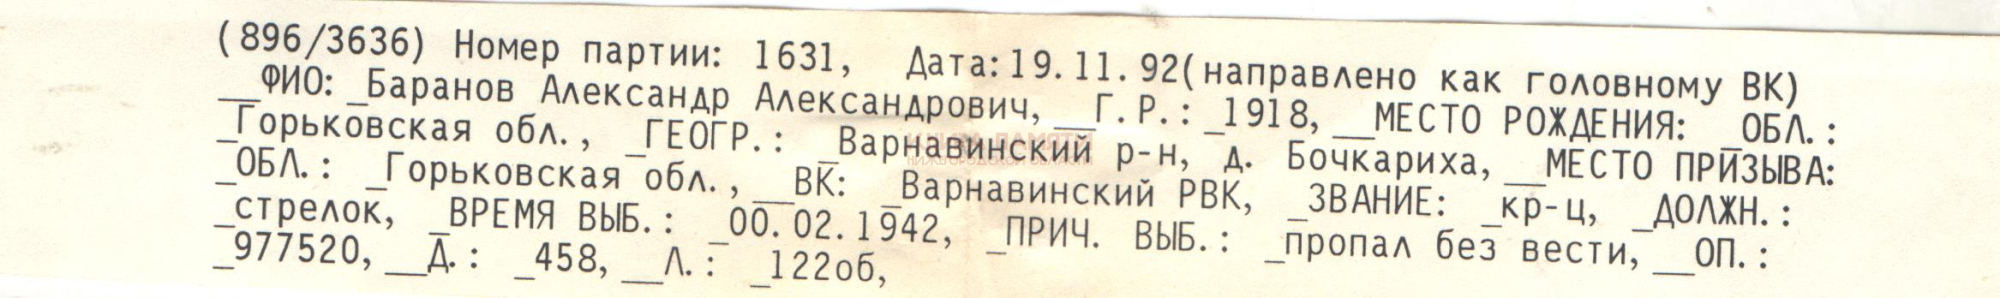 (896/3636) Номер партии: 1631, Дата:19.11.92(направлено как головному ВК)
__ФИО: _Баранов Александр Александрович, __Г.Р.: _1918, __МЕСТО РОЖДЕНИЯ: _ОБЛ.:
_Горьковская обл., _ГЕОГР.: _Варнавинский р-н, д. Бочкариха, __МЕСТО ПРИЗЫВА:
_ОБЛ.: _Горьковская обл., __ВК: _Варнавинский РВК, _ЗВАНИЕ: _кр-ц, _ДОЛЖН.:
_стрелок, _ВРЕМЯ ВЫБ.: _00.02.1942, _ПРИЧ. ВЫБ.: _пропал без вести, __ОП.:
_977520, __Д.: _458, __Л.: _122об,